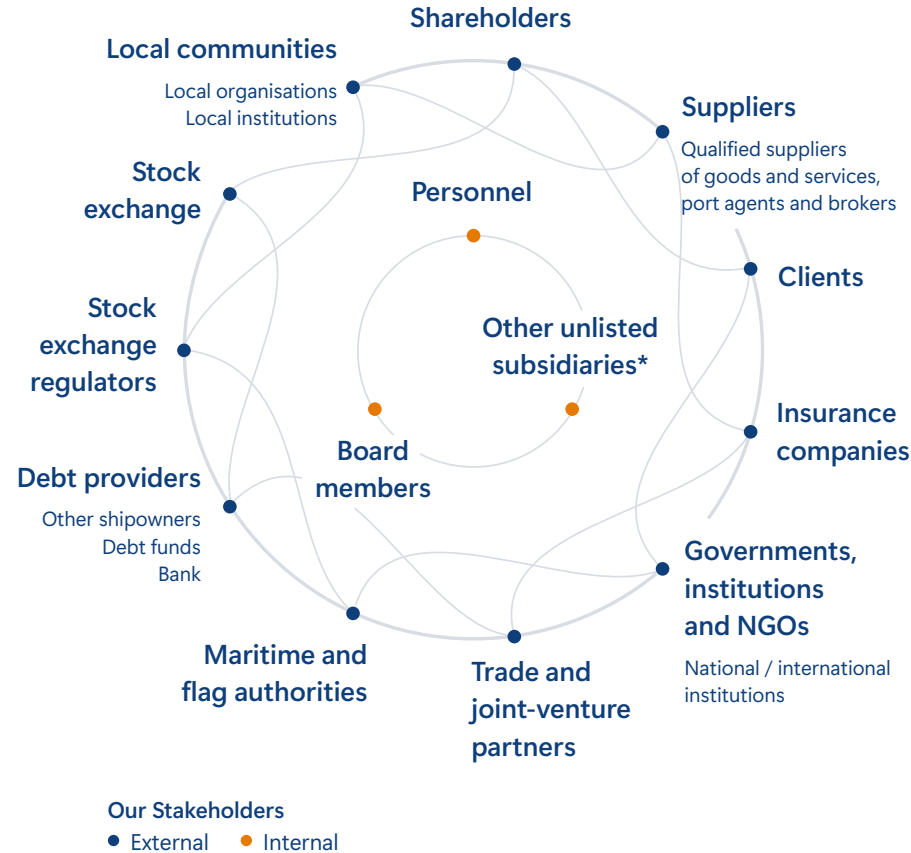 Shareholders
Local communities
Local organisations
Local institutions
Suppliers
Qualified suppliers
of goods and services,
port agents and brokers
Stock
exchange
Personnel
Clients
Stock
exchange
regulators
Other unlisted
subsidiaries*
Insurance
companies
Board
members
Debt providers
Other shipowners
Debt funds
Bank
Governments,
institutions
and NGOs
National / international
institutions
Maritime and
flag authorities
Trade and
joint-venture
partners
Our Stakeholders
External Internal